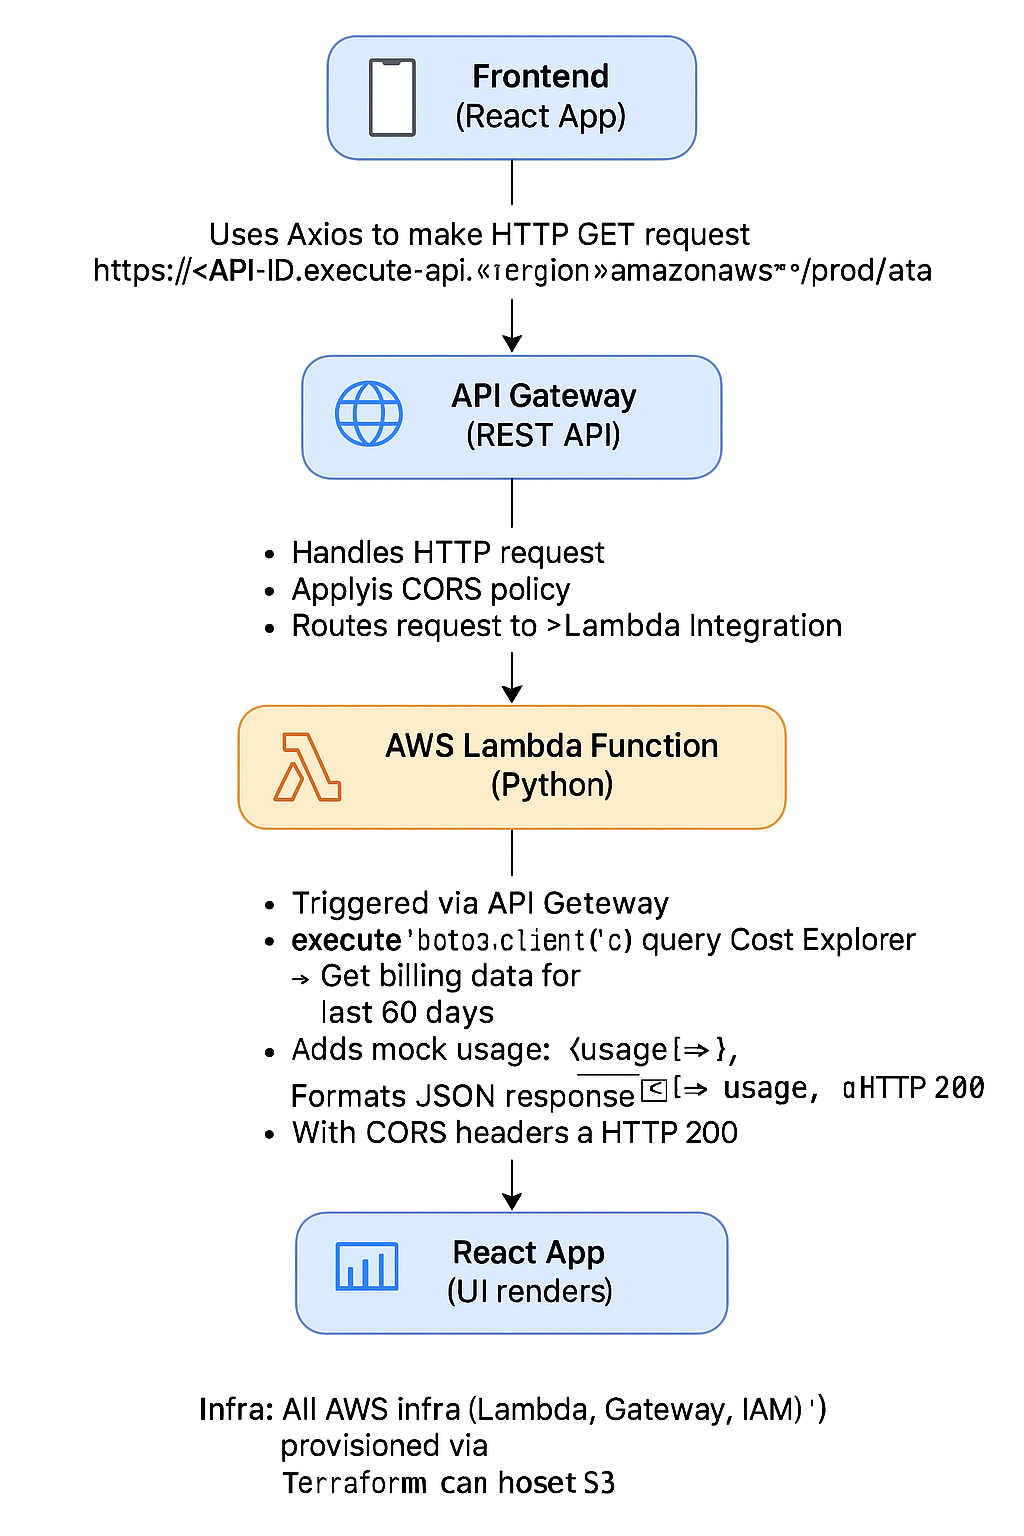 Frontend
(React App)
Uses Axios to make HTTP GET request
https://<API-ID.execute-api.«rergion»amazonaws /prod/ata
API Gateway
(REST API)
• Handles HTTP request
• Applyis CORS policy
• Routes request to >Lambda Integration
AWS Lambda Function
(Python)
• Triggered via API Geteway
• execute 'boto3.client('c) query Cost Explorer
→ Get billing data for
last 60 days
• Adds mock usage: ⟨usage[⇒},
Formats JSON response < [⇒ usage, aHTTP 200
• With CORS headers a HTTP 200
React App
(UI renders)
Infra: All AWS infra (Lambda, Gateway, IAM) ')
provisioned via
Terraform can hoset S3